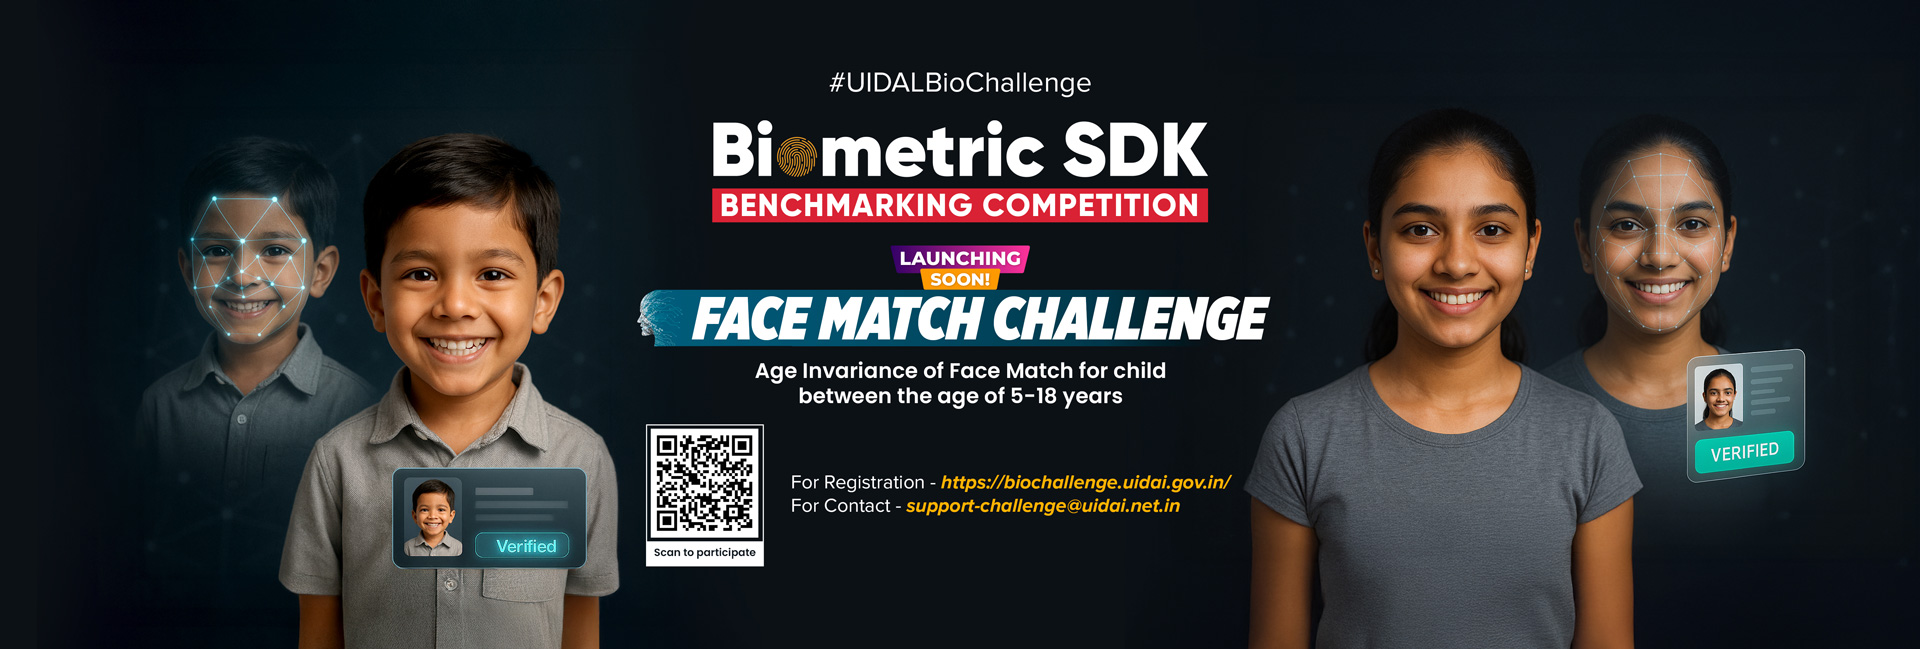 #UIDALBioChallenge
Biometric SDK
BENCHMARKING COMPETITION
LAUNCHING
SOON!
FACE MATCH CHALLENGE
Age Invariance of Face Match for child
between the age of 5-18 years
For Registration - https://biochallenge.uidai.gov.in/
For Contact - support-challenge@uidai.net.in
Scan to participate
Verified
VERIFIED